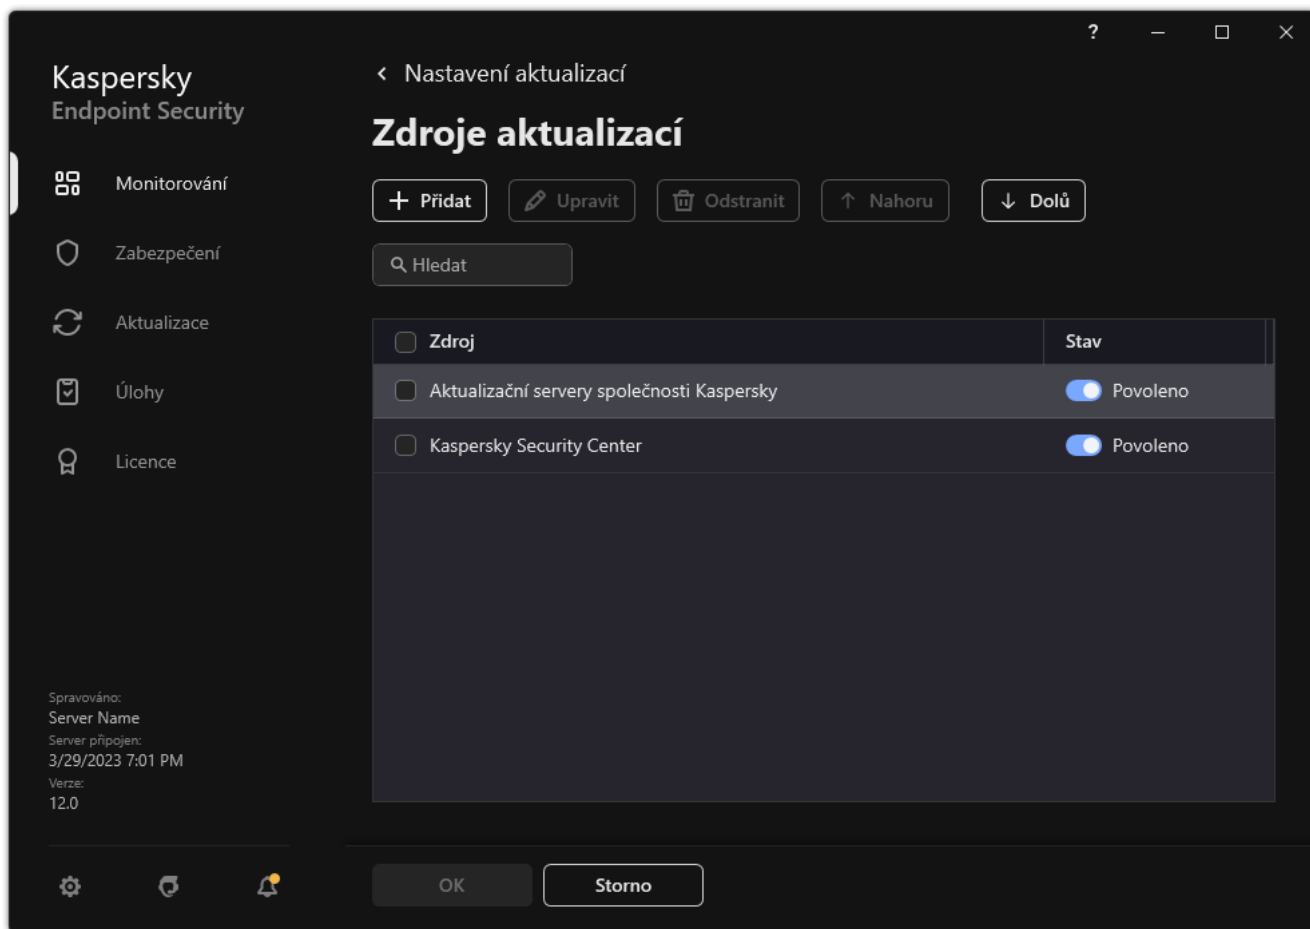 ?
Kaspersky
Endpoint Security
Monitorování
Zabezpečení
Aktualizace
Úlohy
Licence
Spravováno:
Server Name
Server připojen:
3/29/2023 7:01 PM
Verze:
12.0
Nastavení aktualizací
Zdroje aktualizací
Přidat Upravit Odstranit Nahoru Dolů
Hledat
Zdroj Stav
Aktualizační servery společnosti Kaspersky Povoleno
Kaspersky Security Center Povoleno
OK Storno